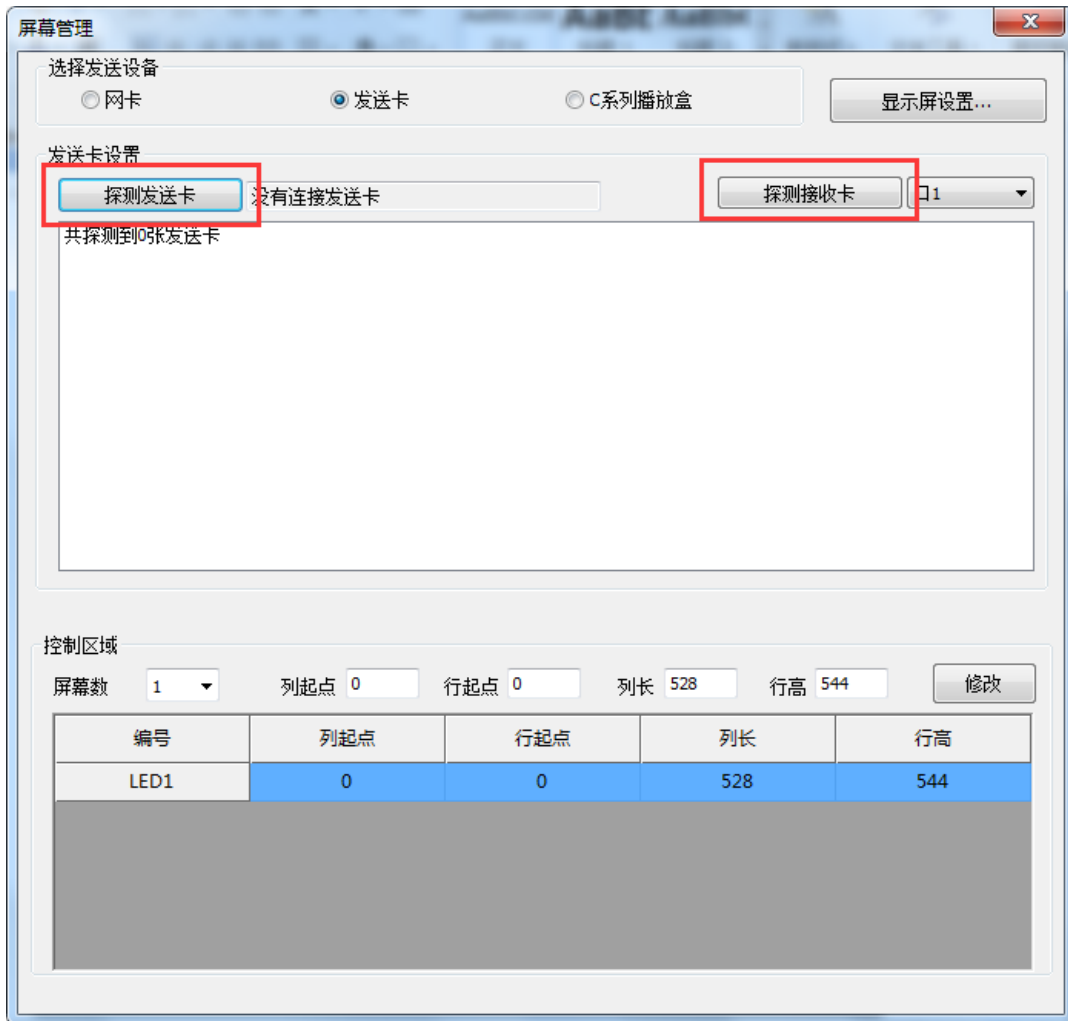 屏幕管理
选择发送设备
网卡 发送卡 C系列播放盒 显示屏设置...
发送卡设置
探测发送卡 没有连接发送卡 探测接收卡 口1
共探测到0张发送卡
控制区域
屏幕数 1 列起点 0 行起点 0 列长 528 行高 544 修改
编号 列起点 行起点 列长 行高
LED1 0 0 528 544